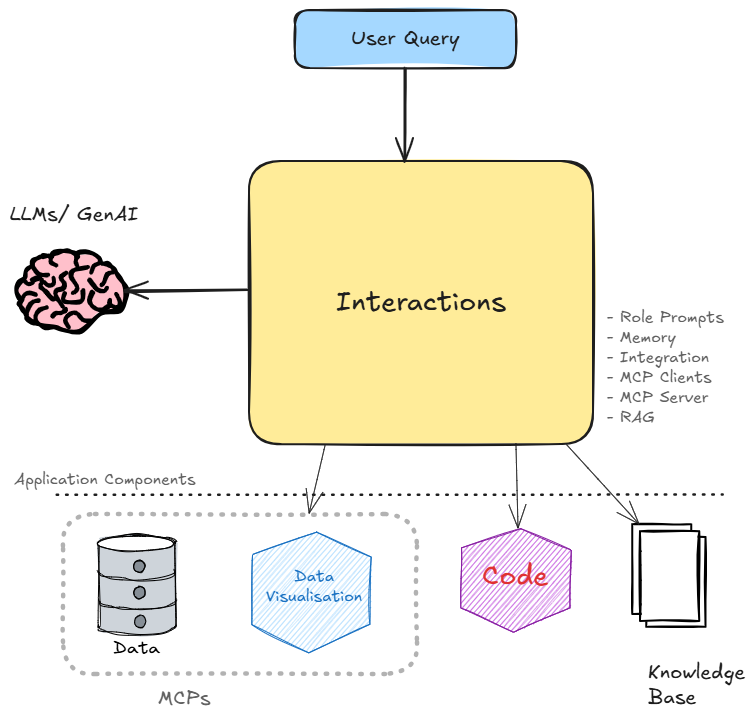 User Query
LLMs/ GenAI
Interactions
- Role Prompts
- Memory
- Integration
- MCP Clients
- MCP Server
- RAG
Application Components
Data
Visualisation
Code
Data
Knowledge
Base
MCPs